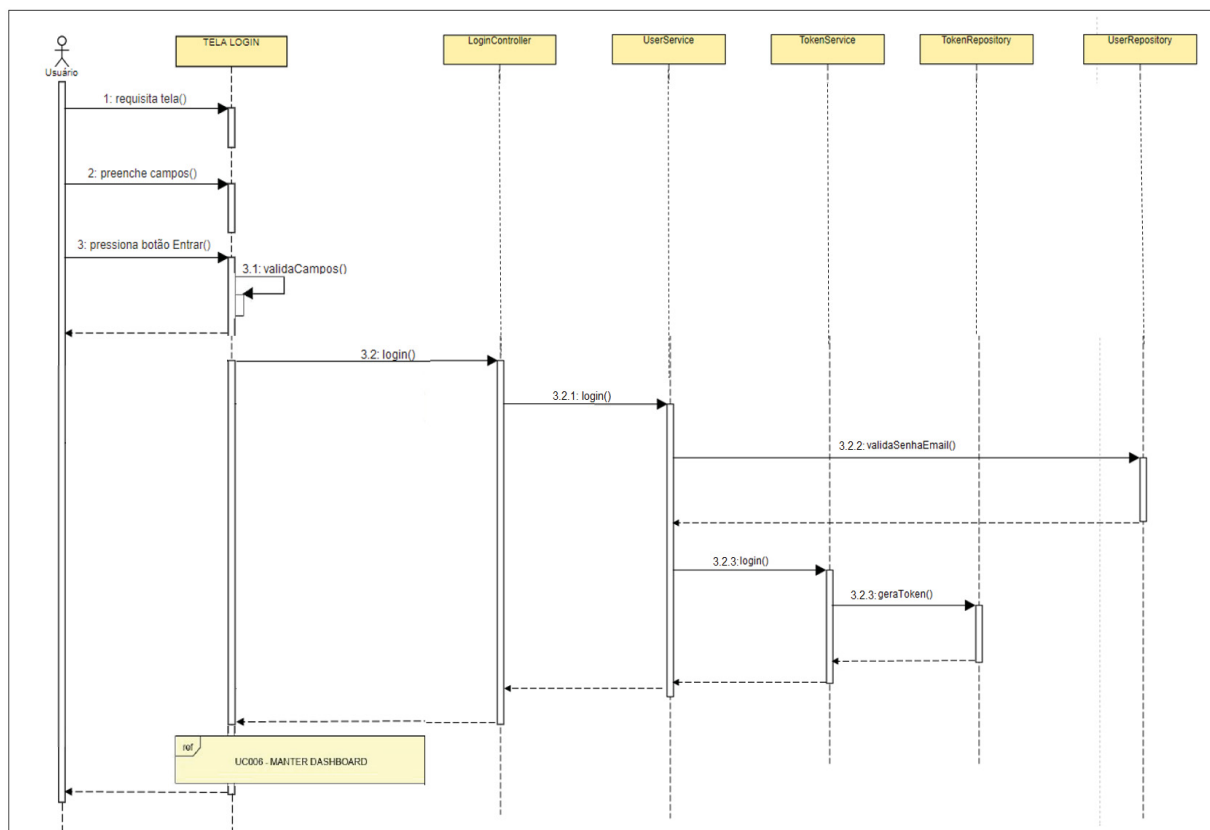 TELA LOGIN
LoginController
UserService
TokenService
TokenRepository
UserRepository
Usuário
1: requisita tela()
2: preenche campos()
3: pressiona botão Entrar()
3.1: validaCampos()
3.2: login()
3.2.1: login()
3.2.2: validaSenhaEmail()
3.2.3:login()
3.2.3: geraToken()
ref
UC006 - MANTER DASHBOARD